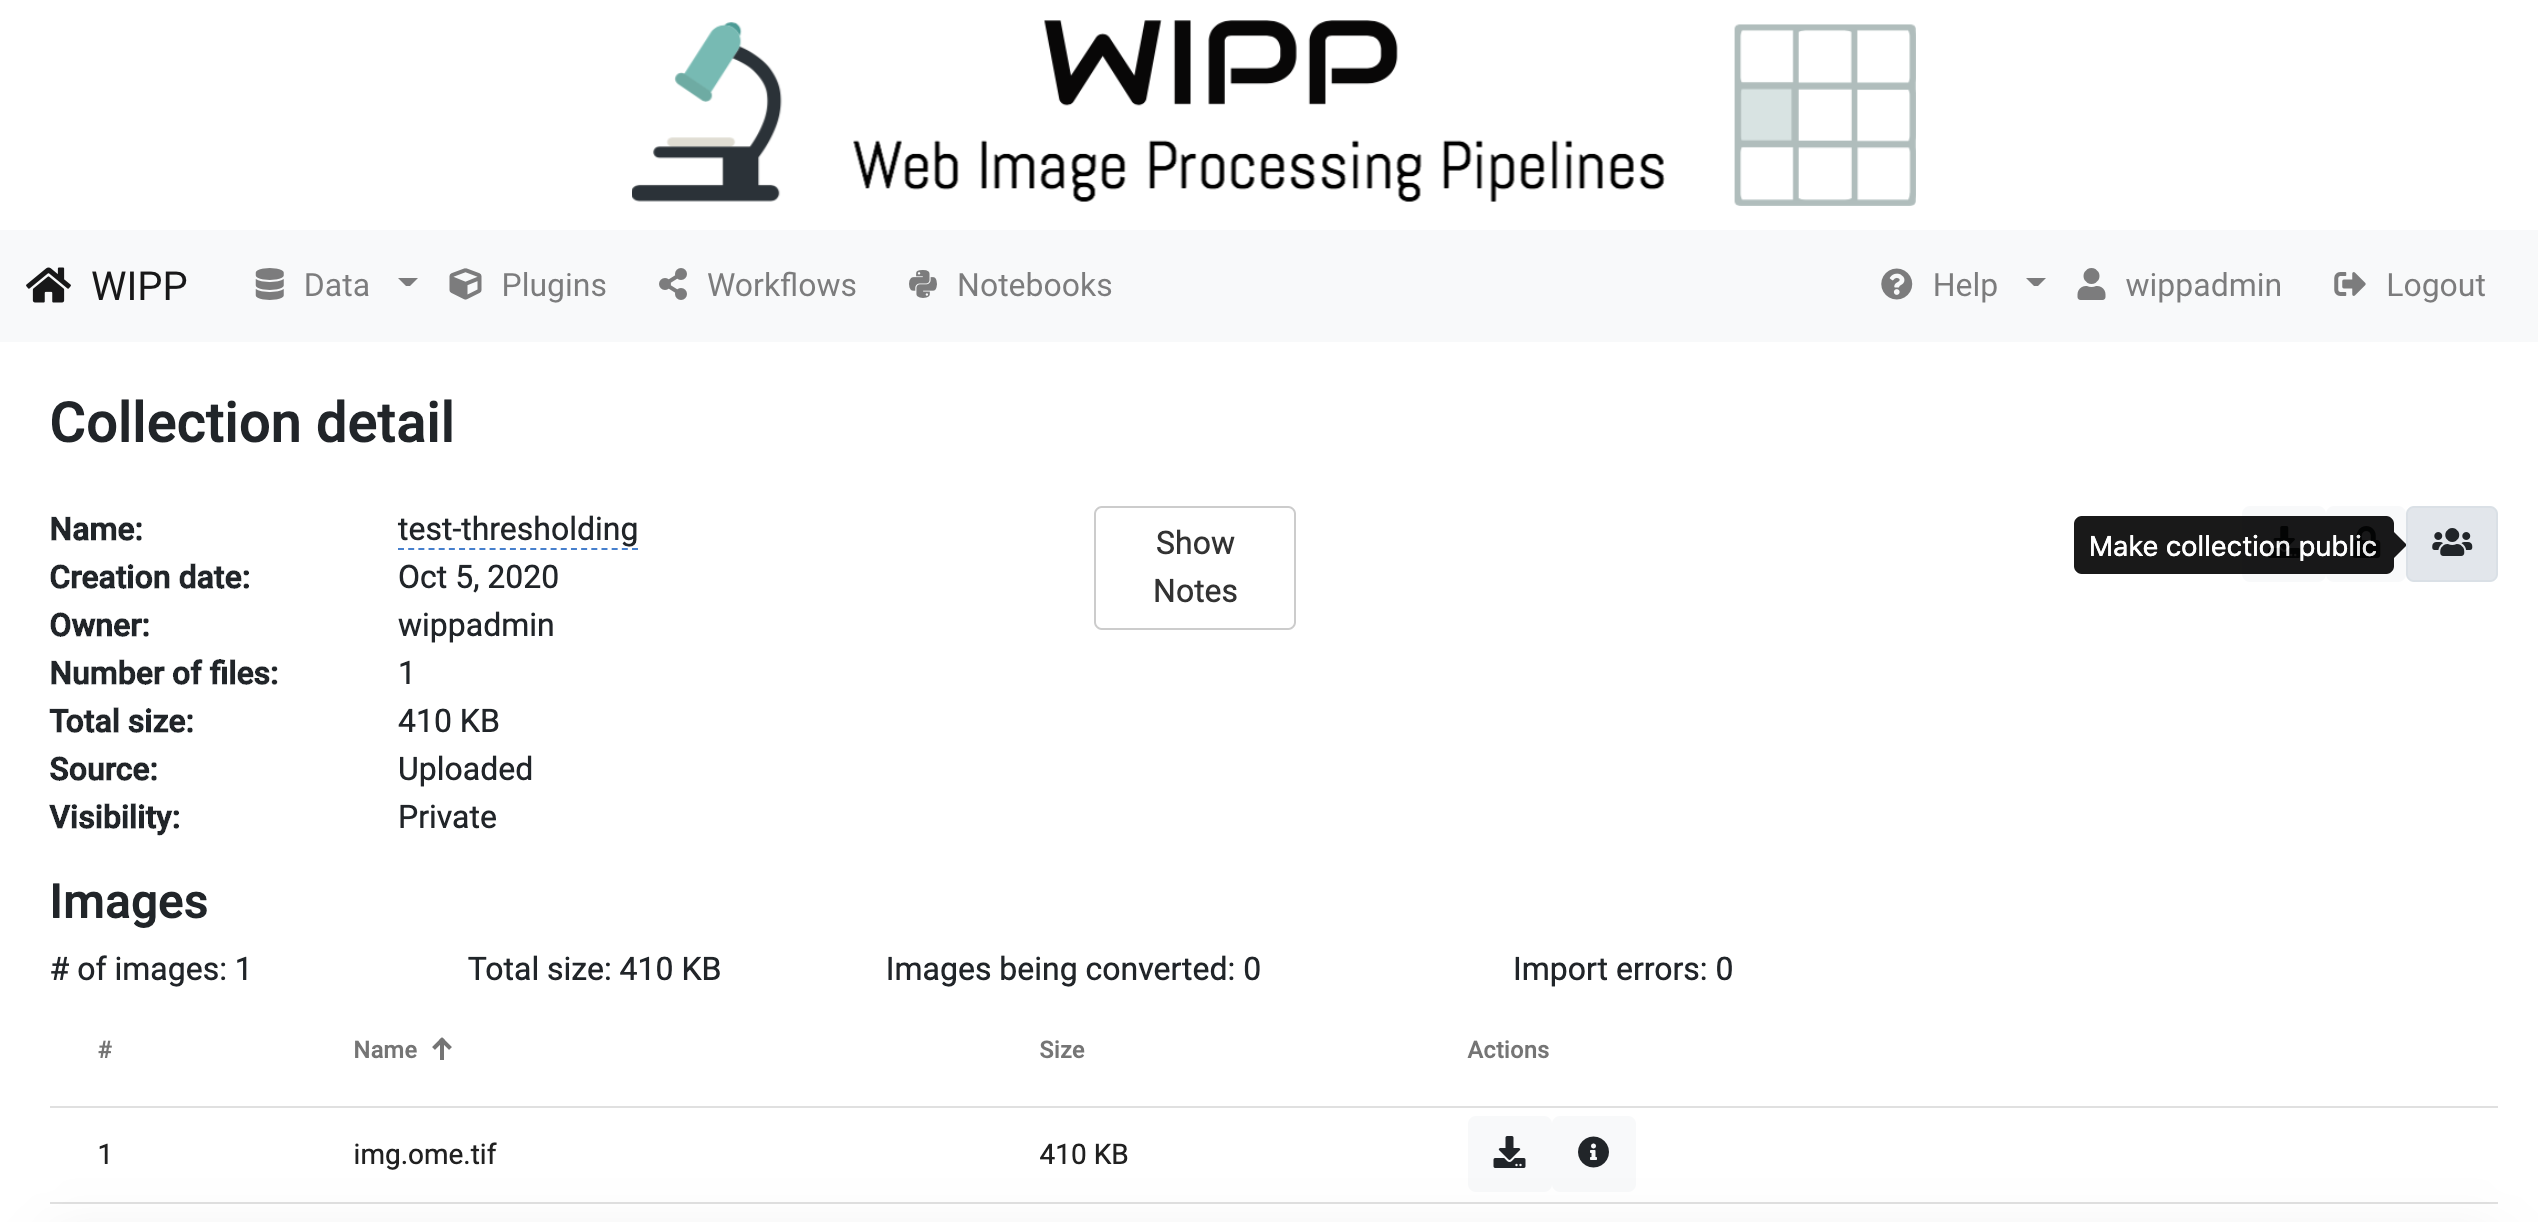 WIPP
Web Image Processing Pipelines
WIPP Data Plugins Workflows Notebooks Help wippadmin Logout
Collection detail
Name: test-thresholding
Creation date: Oct 5, 2020
Owner: wippadmin
Number of files: 1
Total size: 410 KB
Source: Uploaded
Visibility: Private
Show
Notes
Make collection public
Images
# of images: 1 Total size: 410 KB Images being converted: 0 Import errors: 0
# Name Size Actions
1 img.ome.tif 410 KB